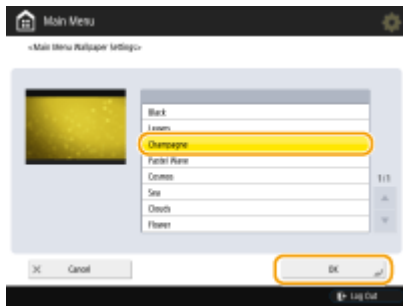 Main Menu
<Main Menu Wallpaper Settings>
Black
Leaves
Champagne
Pastel Wave
Cosmos
Sea
Clouds
Flower
1/1
Cancel
OK
Log Out